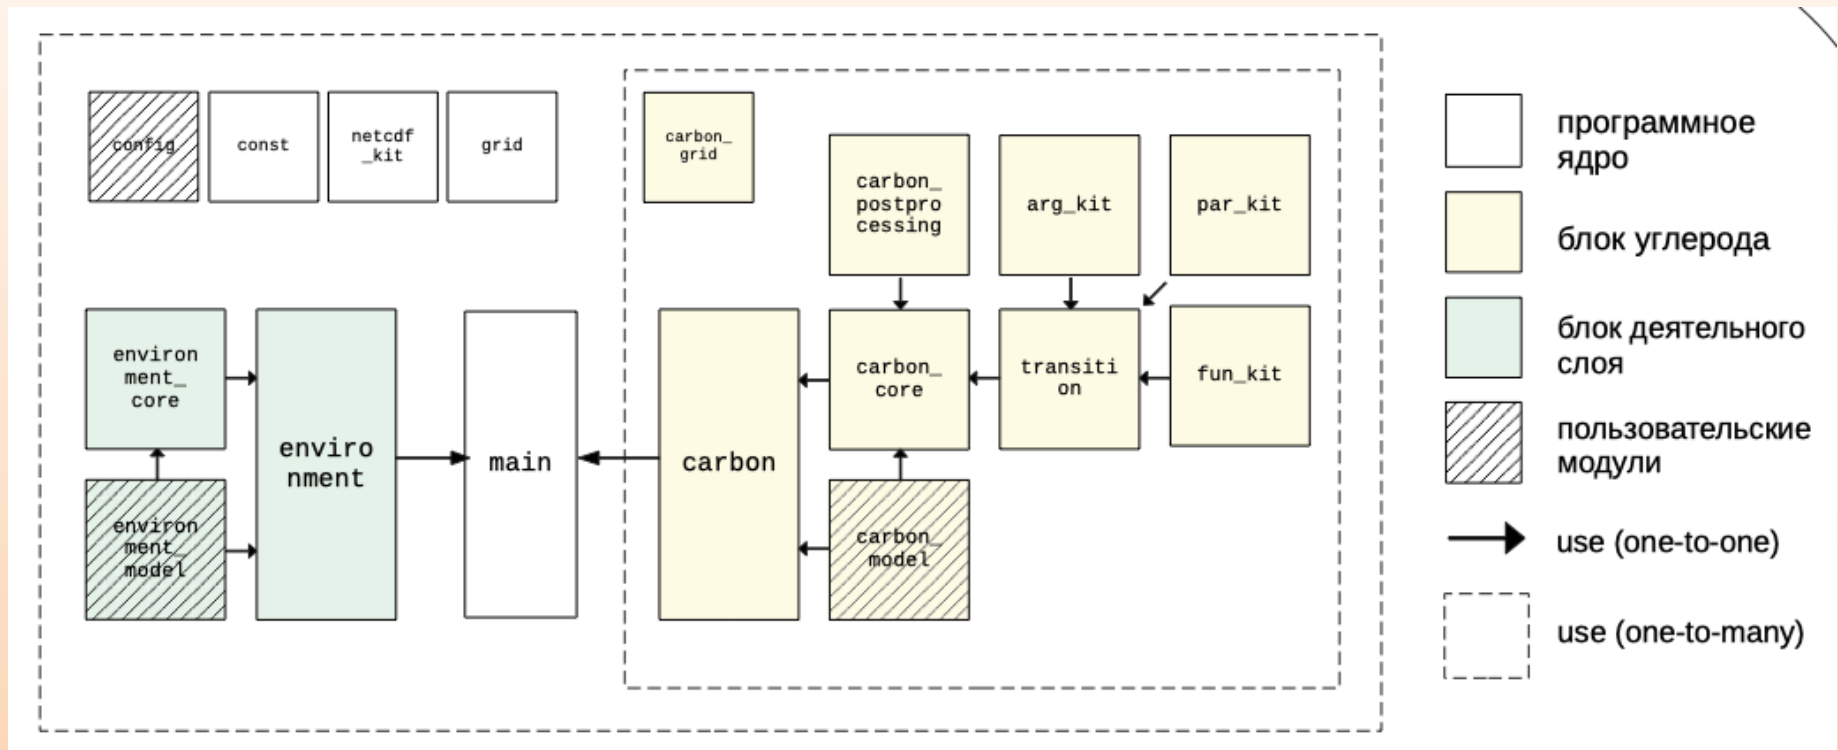 config
const
netcdf
_kit
grid
carbon_
grid
carbon_
postpro
cessing
arg_kit
par_kit
environ
ment_
core
enviro
nment
main
carbon
carbon_
core
transiti
on
fun_kit
environ
ment_
model
carbon_
model
программное
ядро
блок углерода
блок деятельного
слоя
пользовательские
модули
use (one-to-one)
use (one-to-many)